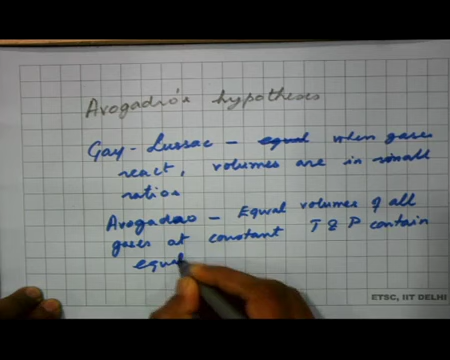 Avogadro's hypothesis
Gay-Lussac - equal when gases
react, volumes are in small
ratios
Avogadro - Equal volumes of all
gases at constant T & P contain
equal
ETSC, IIT DELHI